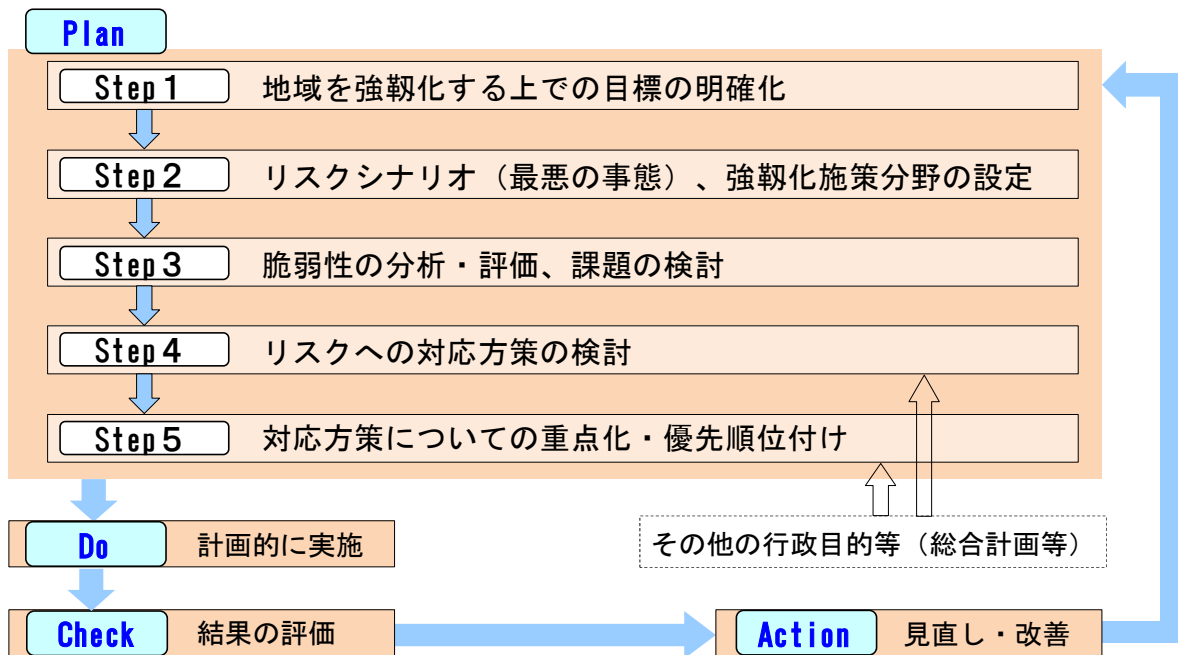 Plan
Step1 地域を強靱化する上での目標の明確化
Step2 リスクシナリオ（最悪の事態）、強靱化施策分野の設定
Step3 脆弱性の分析・評価、課題の検討
Step4 リスクへの対応方策の検討
Step5 対応方策についての重点化・優先順位付け
Do 計画的に実施
その他の行政目的等（総合計画等）
Check 結果の評価
Action 見直し・改善